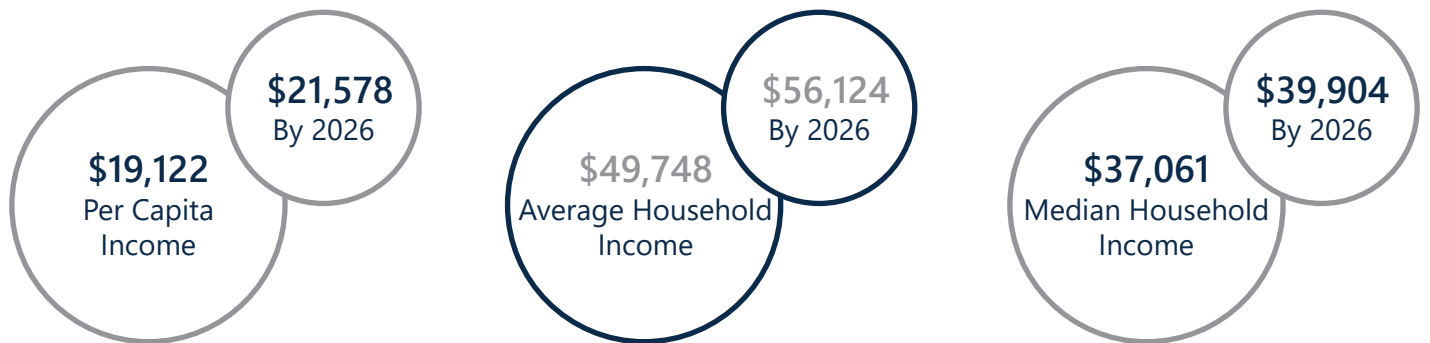 $19,122
Per Capita
Income
$21,578
By 2026
$49,748
Average Household
Income
$56,124
By 2026
$37,061
Median Household
Income
$39,904
By 2026